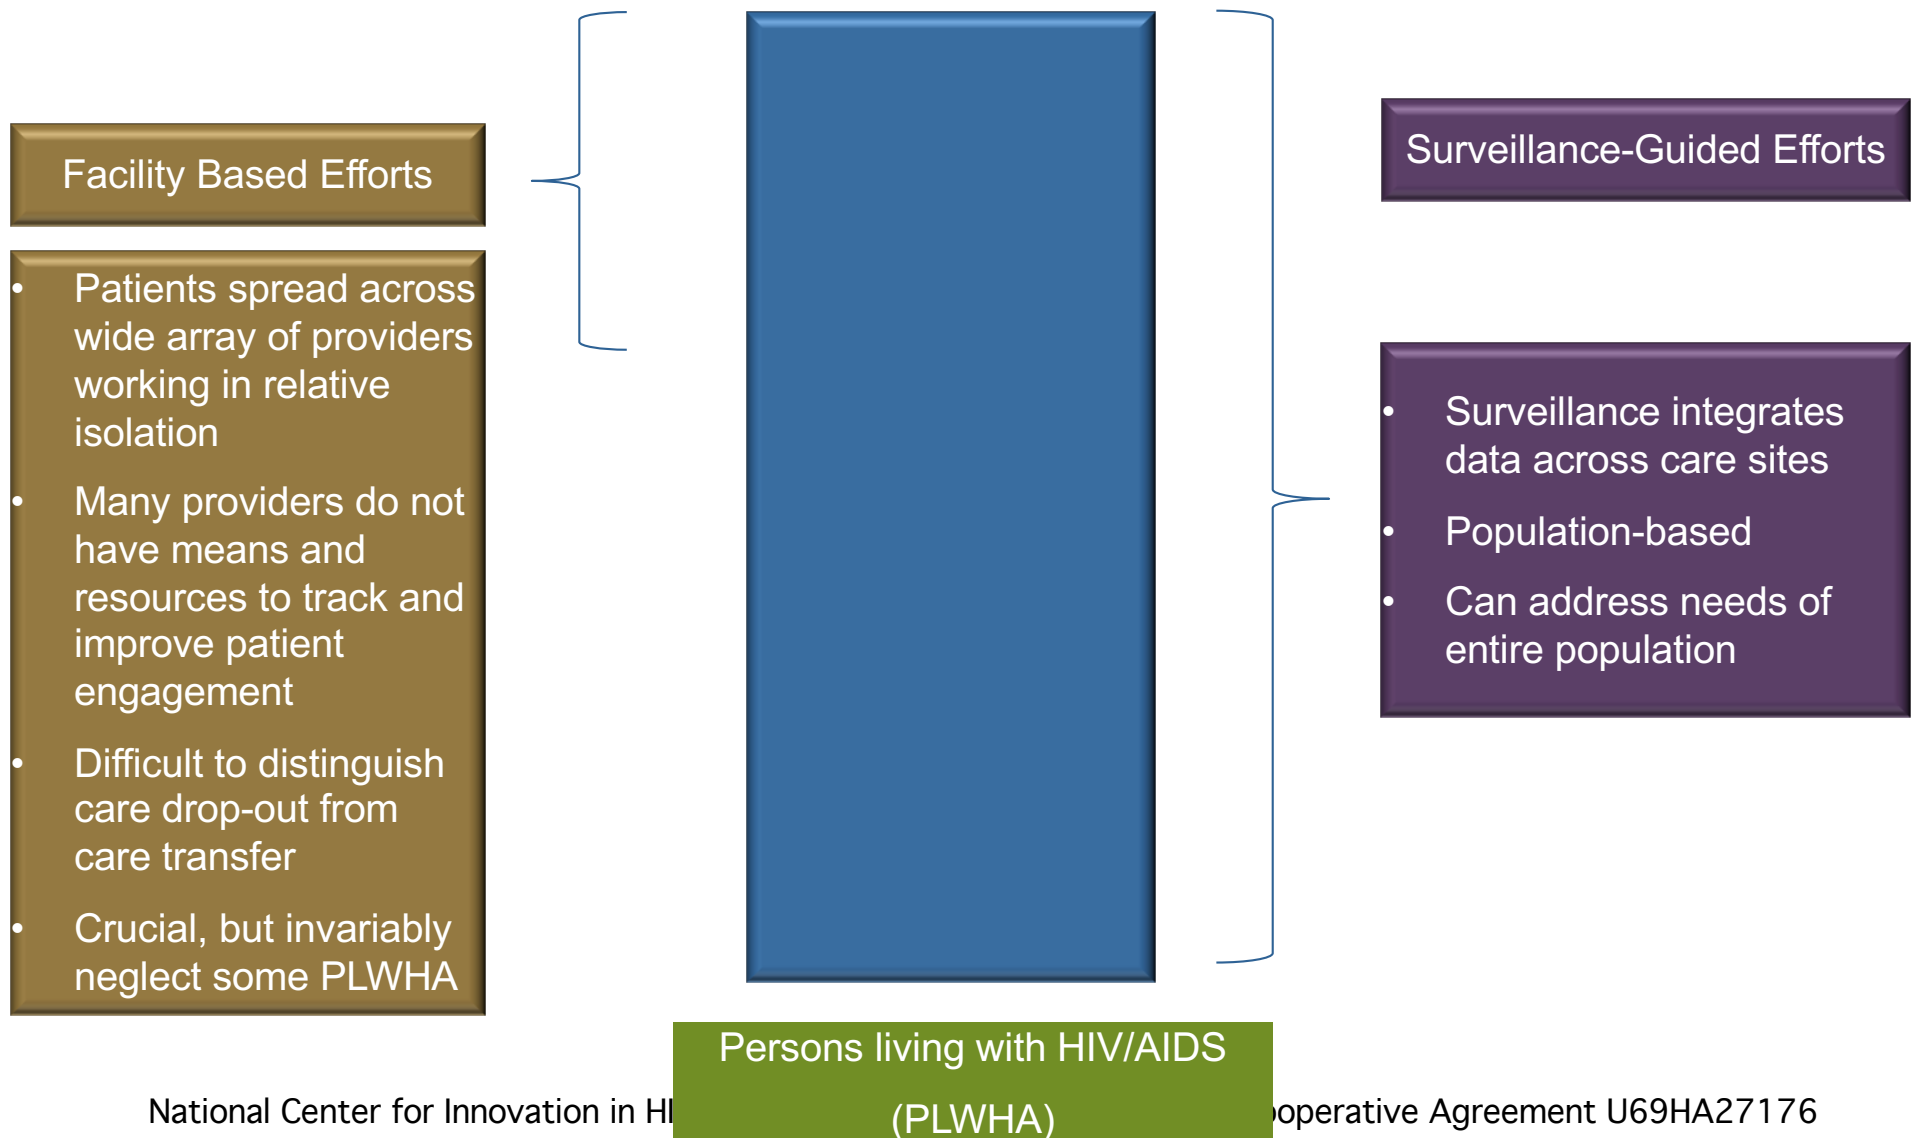 Facility Based Efforts
• Patients spread across
wide array of providers
working in relative
isolation
• Many providers do not
have means and
resources to track and
improve patient
engagement
• Difficult to distinguish
care drop-out from
care transfer
• Crucial, but invariably
neglect some PLWHA
Surveillance-Guided Efforts
• Surveillance integrates
data across care sites
• Population-based
• Can address needs of
entire population
Persons living with HIV/AIDS
(PLWHA)
National Center for Innovation in Agreement U69HA27176